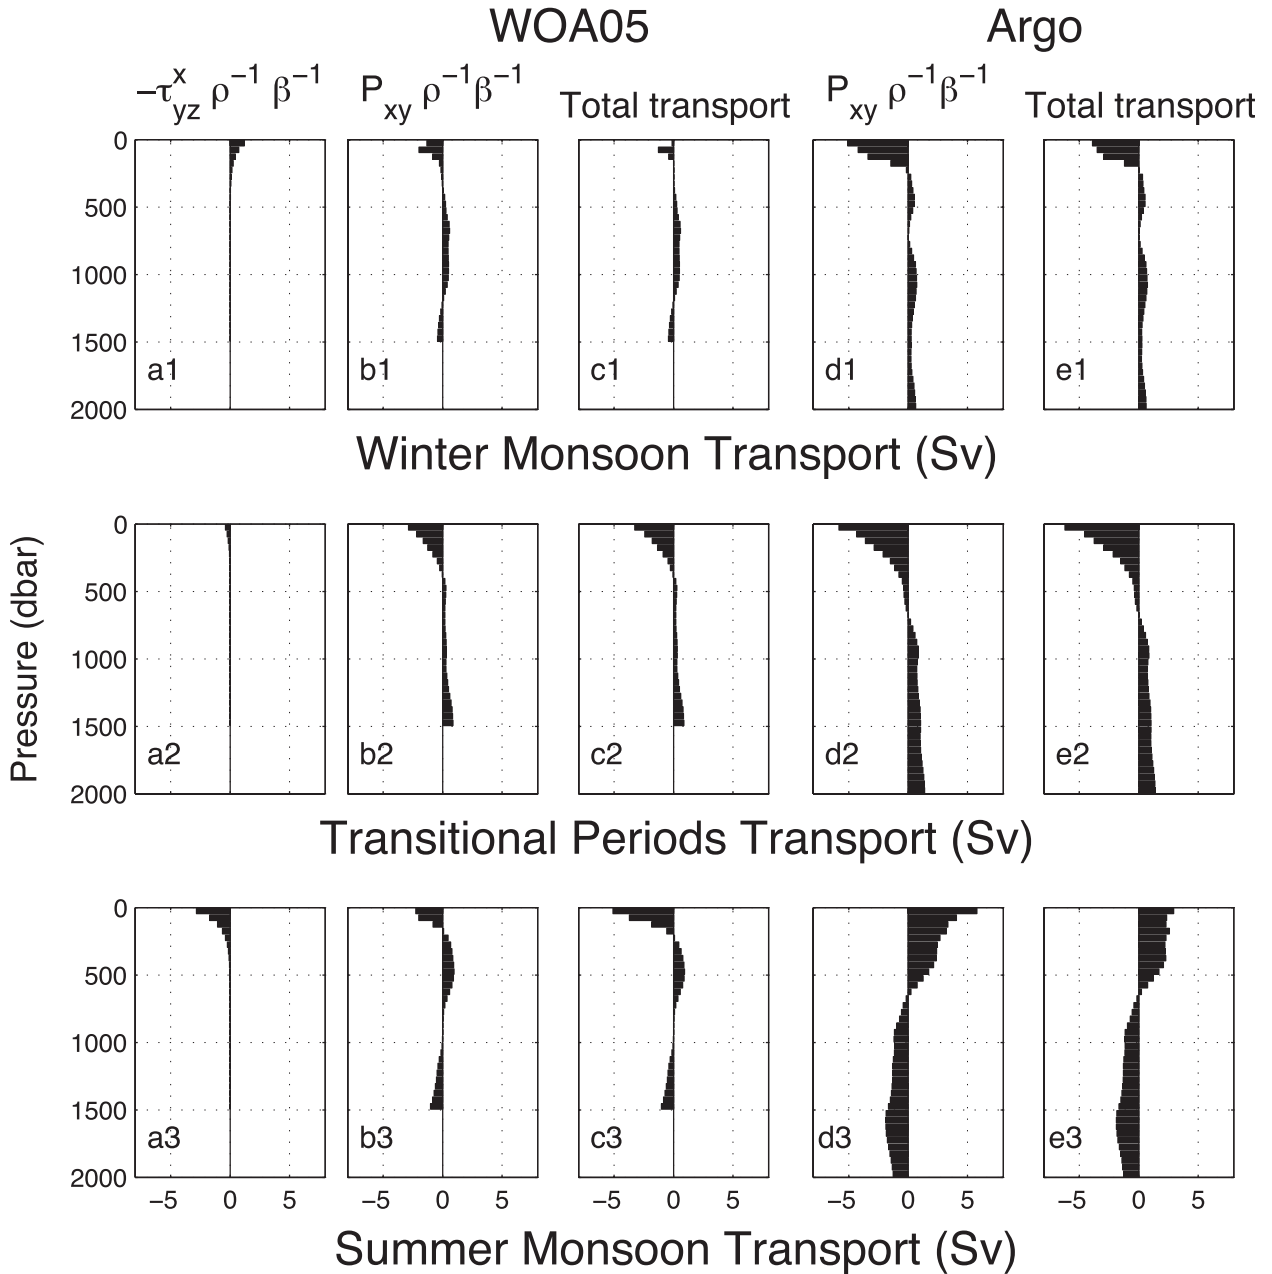 WOA05 Argo
−τ^x_yz ρ^−1 β^−1 P_xy ρ^−1β^−1 Total transport P_xy ρ^−1β^−1 Total transport
0
500
1000
1500
2000
a1 b1 c1 d1 e1
Winter Monsoon Transport (Sv)
Pressure (dbar)
0
500
1000
1500
2000
a2 b2 c2 d2 e2
Transitional Periods Transport (Sv)
0
500
1000
1500
2000
a3 b3 c3 d3 e3
−5 0 5 −5 0 5 −5 0 5 −5 0 5 −5 0 5
Summer Monsoon Transport (Sv)